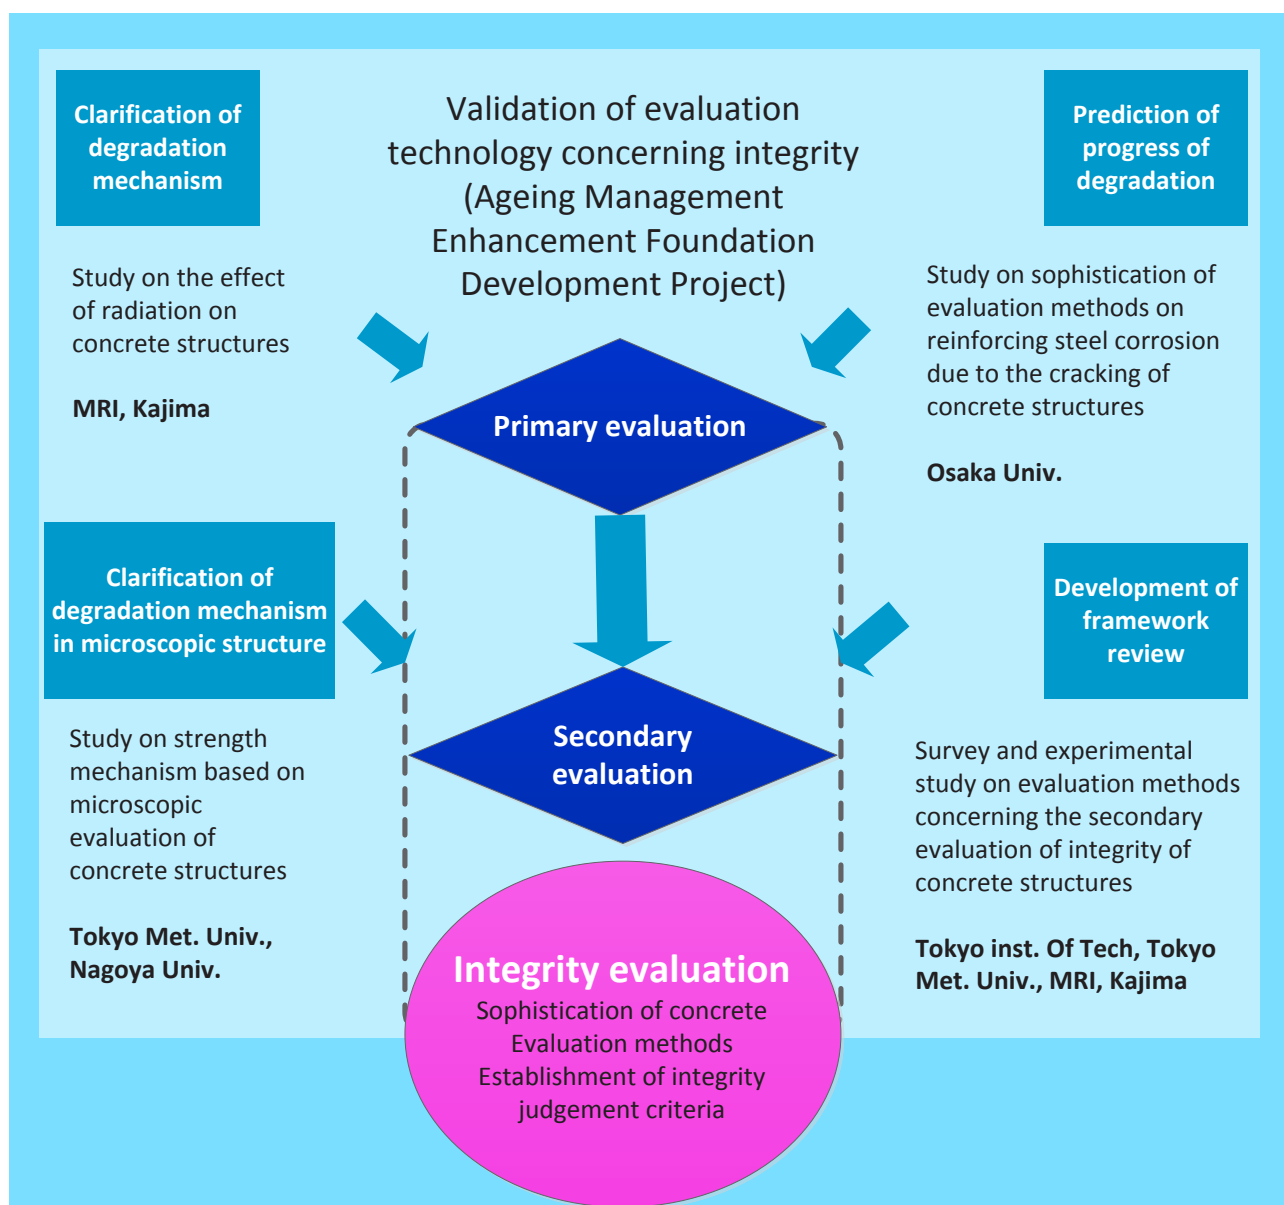 Clarification of
degradation
mechanism
Validation of evaluation
technology concerning integrity
(Ageing Management
Enhancement Foundation
Development Project)
Prediction of
progress of
degradation
Study on the effect
of radiation on
concrete structures
MRI, Kajima
Study on sophistication of
evaluation methods on
reinforcing steel corrosion
due to the cracking of
concrete structures
Osaka Univ.
Primary evaluation
Clarification of
degradation mechanism
in microscopic structure
Development of
framework
review
Study on strength
mechanism based on
microscopic
evaluation of
concrete structures
Tokyo Met. Univ.,
Nagoya Univ.
Secondary
evaluation
Survey and experimental
study on evaluation methods
concerning the secondary
evaluation of integrity of
concrete structures
Tokyo inst. Of Tech, Tokyo
Met. Univ., MRI, Kajima
Integrity evaluation
Sophistication of concrete
Evaluation methods
Establishment of integrity
judgement criteria